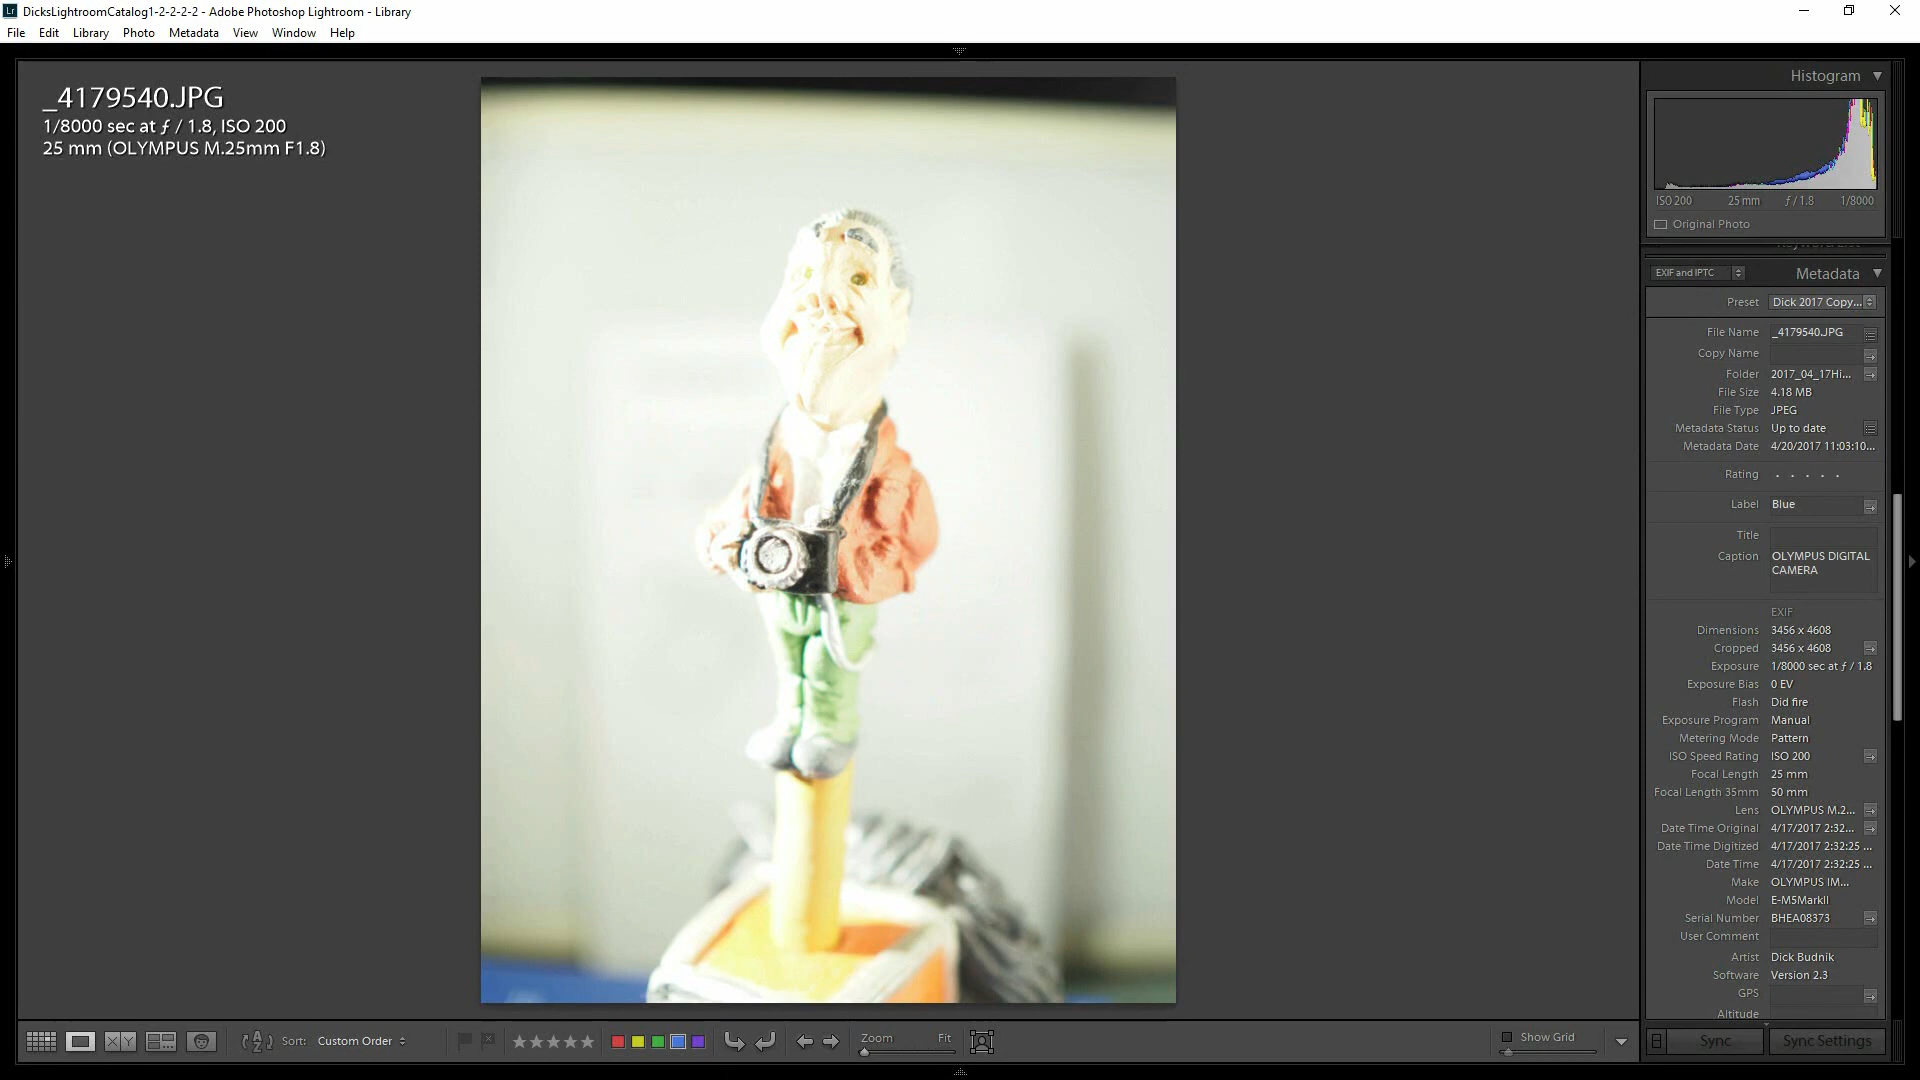 DicksLightroomCatalog1-2-2-2-2 - Adobe Photoshop Lightroom - Library
File Edit Library Photo Metadata View Window Help
_4179540.JPG
1/8000 sec at ƒ / 1.8, ISO 200
25 mm (OLYMPUS M.25mm F1.8)
Histogram
ISO 200 25 mm ƒ / 1.8 1/8000
Original Photo
Keyword List
EXIF and IPTC Metadata
Preset Dick 2017 Copy...
File Name _4179540.JPG
Copy Name
Folder 2017_04_17Hi...
File Size 4.18 MB
File Type JPEG
Metadata Status Up to date
Metadata Date 4/20/2017 11:03:10...
Rating
Label Blue
Title
Caption OLYMPUS DIGITAL
CAMERA
EXIF
Dimensions 3456 x 4608
Cropped 3456 x 4608
Exposure 1/8000 sec at ƒ / 1.8
Exposure Bias 0 EV
Flash Did fire
Exposure Program Manual
Metering Mode Pattern
ISO Speed Rating ISO 200
Focal Length 25 mm
Focal Length 35mm 50 mm
Lens OLYMPUS M.2...
Date Time Original 4/17/2017 2:32...
Date Time Digitized 4/17/2017 2:32:25 ...
Date Time 4/17/2017 2:32:25 ...
Make OLYMPUS IM...
Model E-M5MarkII
Serial Number BHEA08373
User Comment
Artist Dick Budnik
Software Version 2.3
GPS
Altitude
Sort: Custom Order
Zoom Fit
Show Grid
Sync Sync Settings